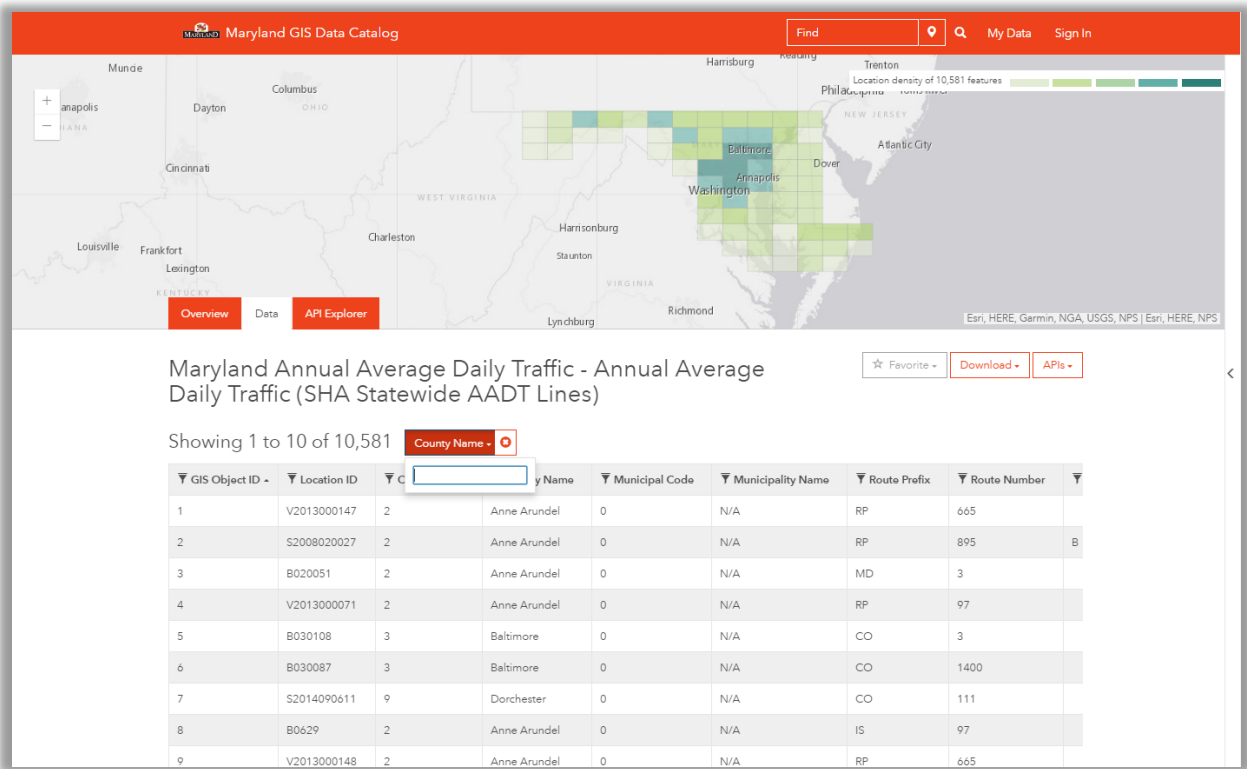 MARYLAND Maryland GIS Data Catalog Find My Data Sign In
Muncie Harrisburg Reading Trenton
Location density of 10,581 features
Columbus Philadelphia Toms River
anapolis Dayton OHIO
DIANA NEW JERSEY
Baltimore Atlantic City
Cincinnati Dover
Annapolis
Washington
WEST VIRGINIA
Harrisonburg
Charleston
Louisville Frankfort
Staunton
Lexington
VIRGINIA
KENTUCKY
Richmond
Overview Data API Explorer
Lynchburg Esri, HERE, Garmin, NGA, USGS, NPS | Esri, HERE, NPS
Maryland Annual Average Daily Traffic - Annual Average
Daily Traffic (SHA Statewide AADT Lines)
Favorite Download APIs
Showing 1 to 10 of 10,581 County Name
GIS Object ID Location ID C y Name Municipal Code Municipality Name Route Prefix Route Number
1 V2013000147 2 Anne Arundel 0 N/A RP 665
2 S2008020027 2 Anne Arundel 0 N/A RP 895 B
3 B020051 2 Anne Arundel 0 N/A MD 3
4 V2013000071 2 Anne Arundel 0 N/A RP 97
5 B030108 3 Baltimore 0 N/A CO 3
6 B030087 3 Baltimore 0 N/A CO 1400
7 S2014090611 9 Dorchester 0 N/A CO 111
8 B0629 2 Anne Arundel 0 N/A IS 97
9 V2013000148 2 Anne Arundel 0 N/A RP 665